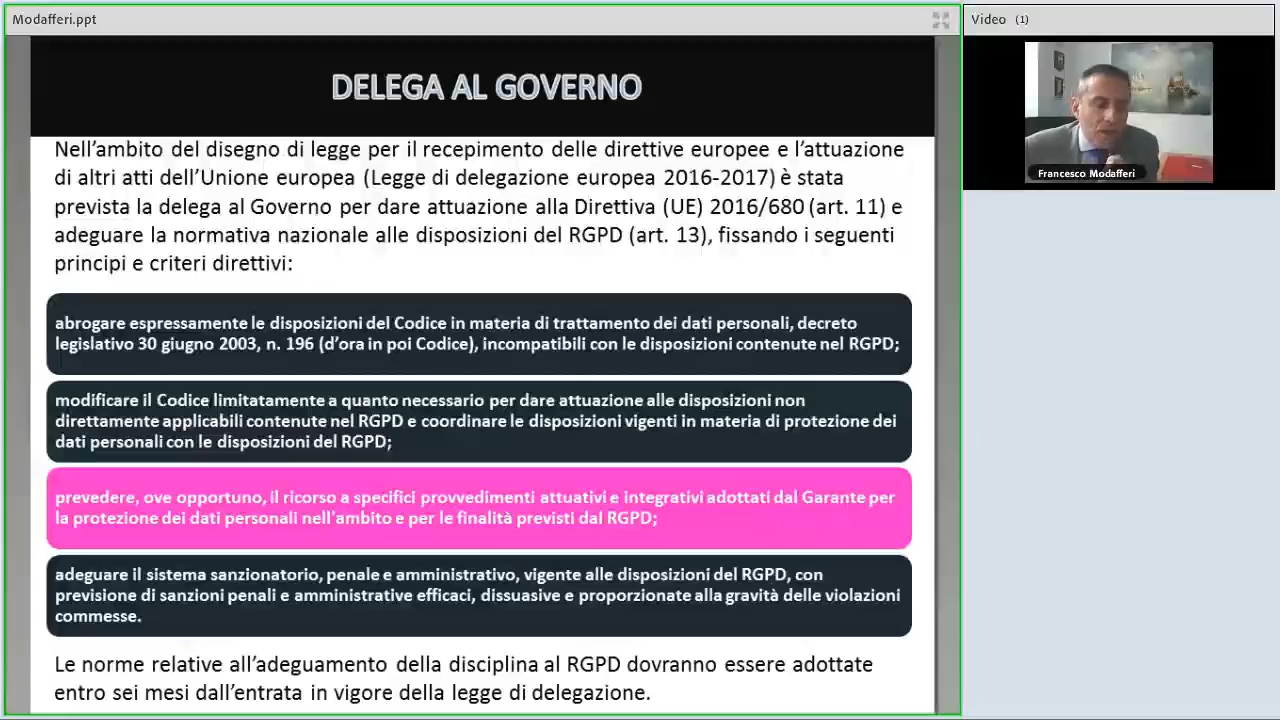 Modafferi.ppt
Video (1)
DELEGA AL GOVERNO
Nell'ambito del disegno di legge per il recepimento delle direttive europee e l'attuazione
di altri atti dell'Unione europea (Legge di delegazione europea 2016-2017) è stata
prevista la delega al Governo per dare attuazione alla Direttiva (UE) 2016/680 (art. 11) e
adeguare la normativa nazionale alle disposizioni del RGPD (art. 13), fissando i seguenti
principi e criteri direttivi:
abrogare espressamente le disposizioni del Codice in materia di trattamento dei dati personali, decreto
legislativo 30 giugno 2003, n. 196 (d'ora in poi Codice), incompatibili con le disposizioni contenute nel RGPD;
modificare il Codice limitatamente a quanto necessario per dare attuazione alle disposizioni non
direttamente applicabili contenute nel RGPD e coordinare le disposizioni vigenti in materia di protezione dei
dati personali con le disposizioni del RGPD;
prevedere, ove opportuno, il ricorso a specifici provvedimenti attuativi e integrativi adottati dal Garante per
la protezione dei dati personali nell'ambito e per le finalità previsti dal RGPD;
adeguare il sistema sanzionatorio, penale e amministrativo, vigente alle disposizioni del RGPD, con
previsione di sanzioni penali e amministrative efficaci, dissuasive e proporzionate alla gravità delle violazioni
commesse.
Le norme relative all'adeguamento della disciplina al RGPD dovranno essere adottate
entro sei mesi dall'entrata in vigore della legge di delegazione.
Francesco Modafferi